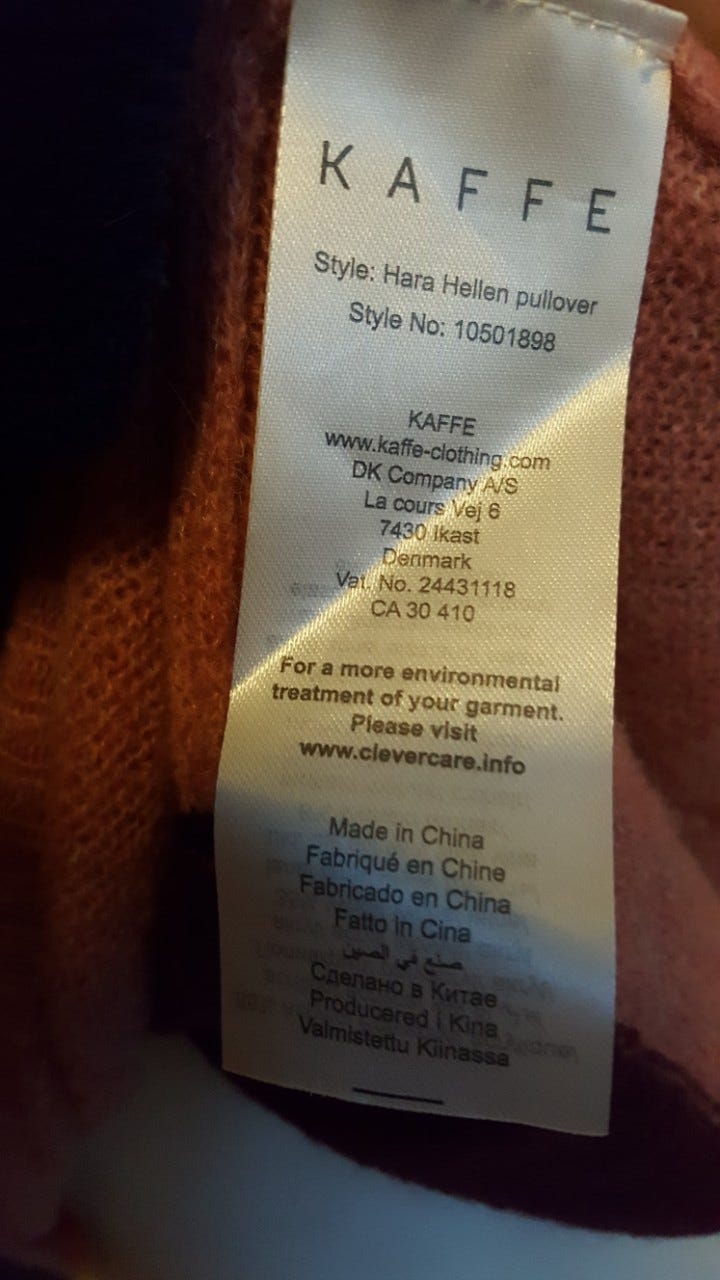 KAFFE
Style: Hara Hellen pullover
Style No: 10501898
KAFFE
www.kaffe-clothing.com
DK Company A/S
La cours Vej 6
7430 Ikast
Denmark
Vat. No. 24431118
CA 30 410
For a more environmental
treatment of your garment.
Please visit
www.clevercare.info
Made in China
Fabriqué en Chine
Fabricado en China
Fatto in Cina
صنع في الصين
Сделано в Китае
Producered i Kina
Valmistettu Kiinassa